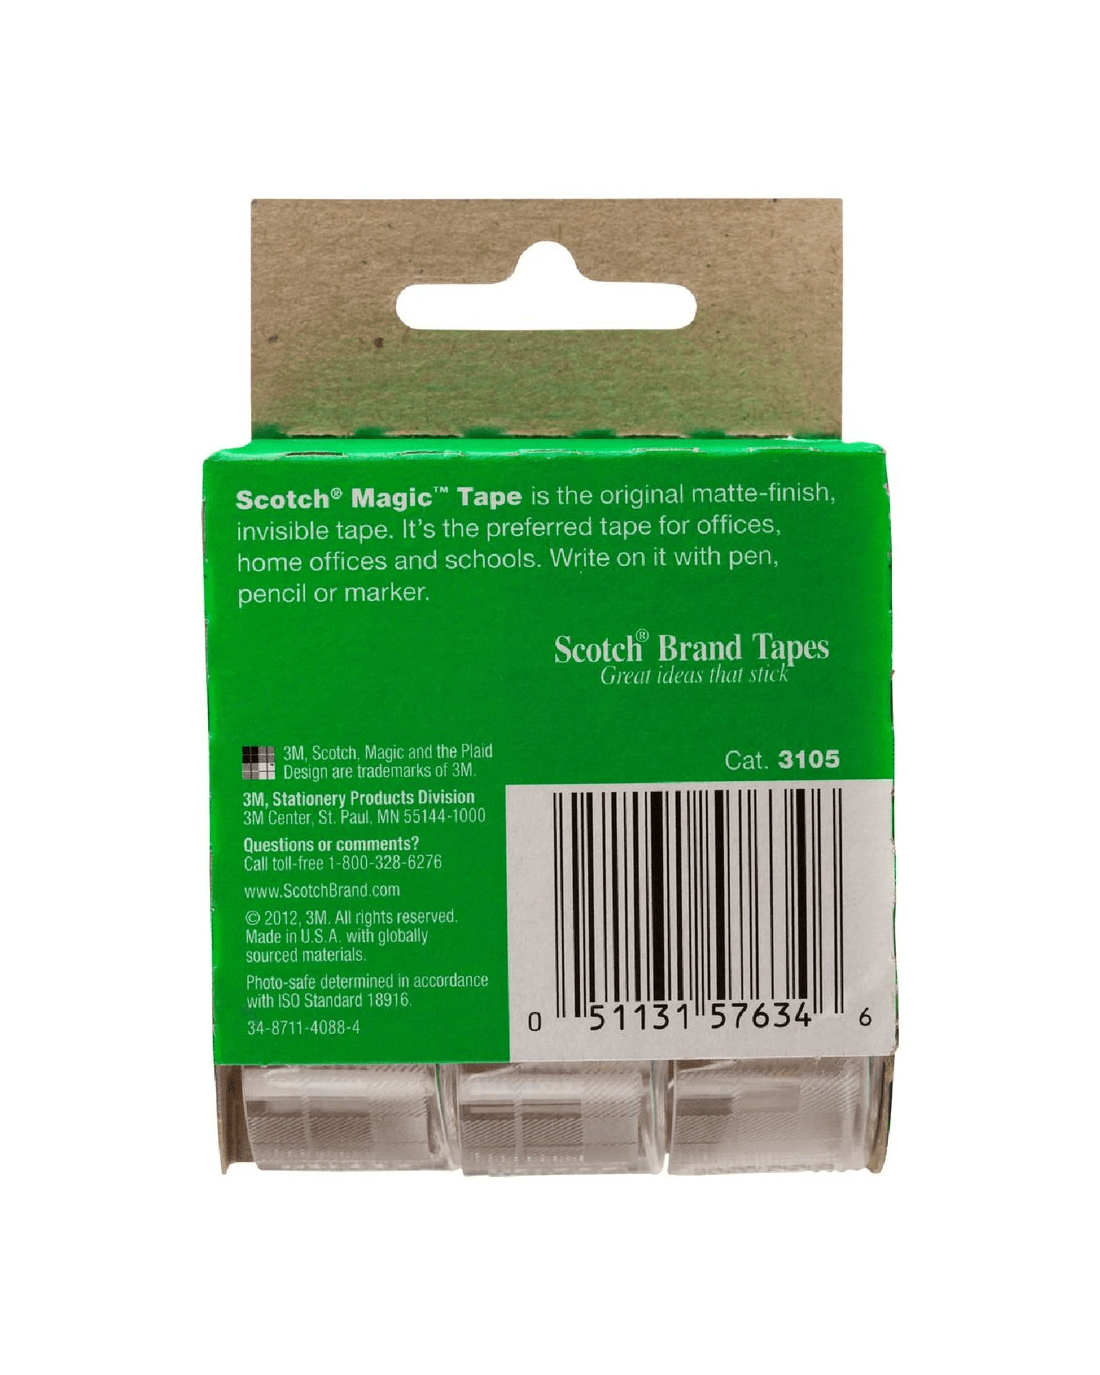 Scotch® Magic™ Tape is the original matte-finish,
invisible tape. It's the preferred tape for offices,
home offices and schools. Write on it with pen,
pencil or marker.
Scotch® Brand Tapes
Great ideas that stick
3M, Scotch, Magic and the Plaid
Design are trademarks of 3M.
3M, Stationery Products Division
3M Center, St. Paul, MN 55144-1000
Questions or comments?
Call toll-free 1-800-328-6276
www.ScotchBrand.com
© 2012, 3M. All rights reserved.
Made in U.S.A. with globally
sourced materials.
Photo-safe determined in accordance
with ISO Standard 18916.
34-8711-4088-4
Cat. 3105
0 51131 57634 6